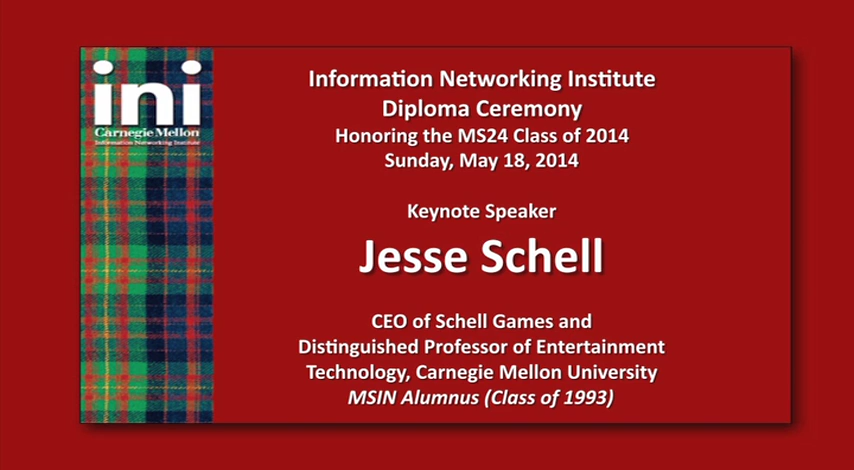 ini
Carnegie Mellon
Information Networking Institute
Information Networking Institute
Diploma Ceremony
Honoring the MS24 Class of 2014
Sunday, May 18, 2014
Keynote Speaker
Jesse Schell
CEO of Schell Games and
Distinguished Professor of Entertainment
Technology, Carnegie Mellon University
MSIN Alumnus (Class of 1993)